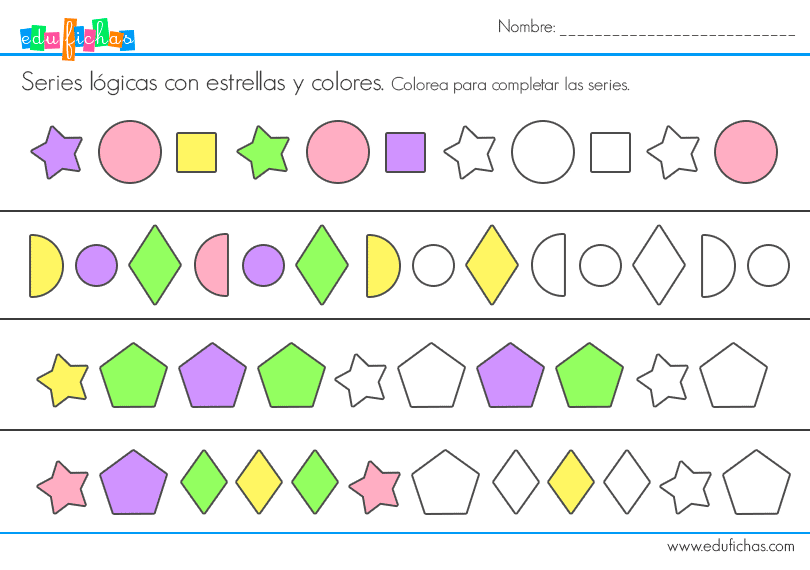 edufichas
Nombre: ___________________________
Series lógicas con estrellas y colores. Colorea para completar las series.
www.edufichas.com